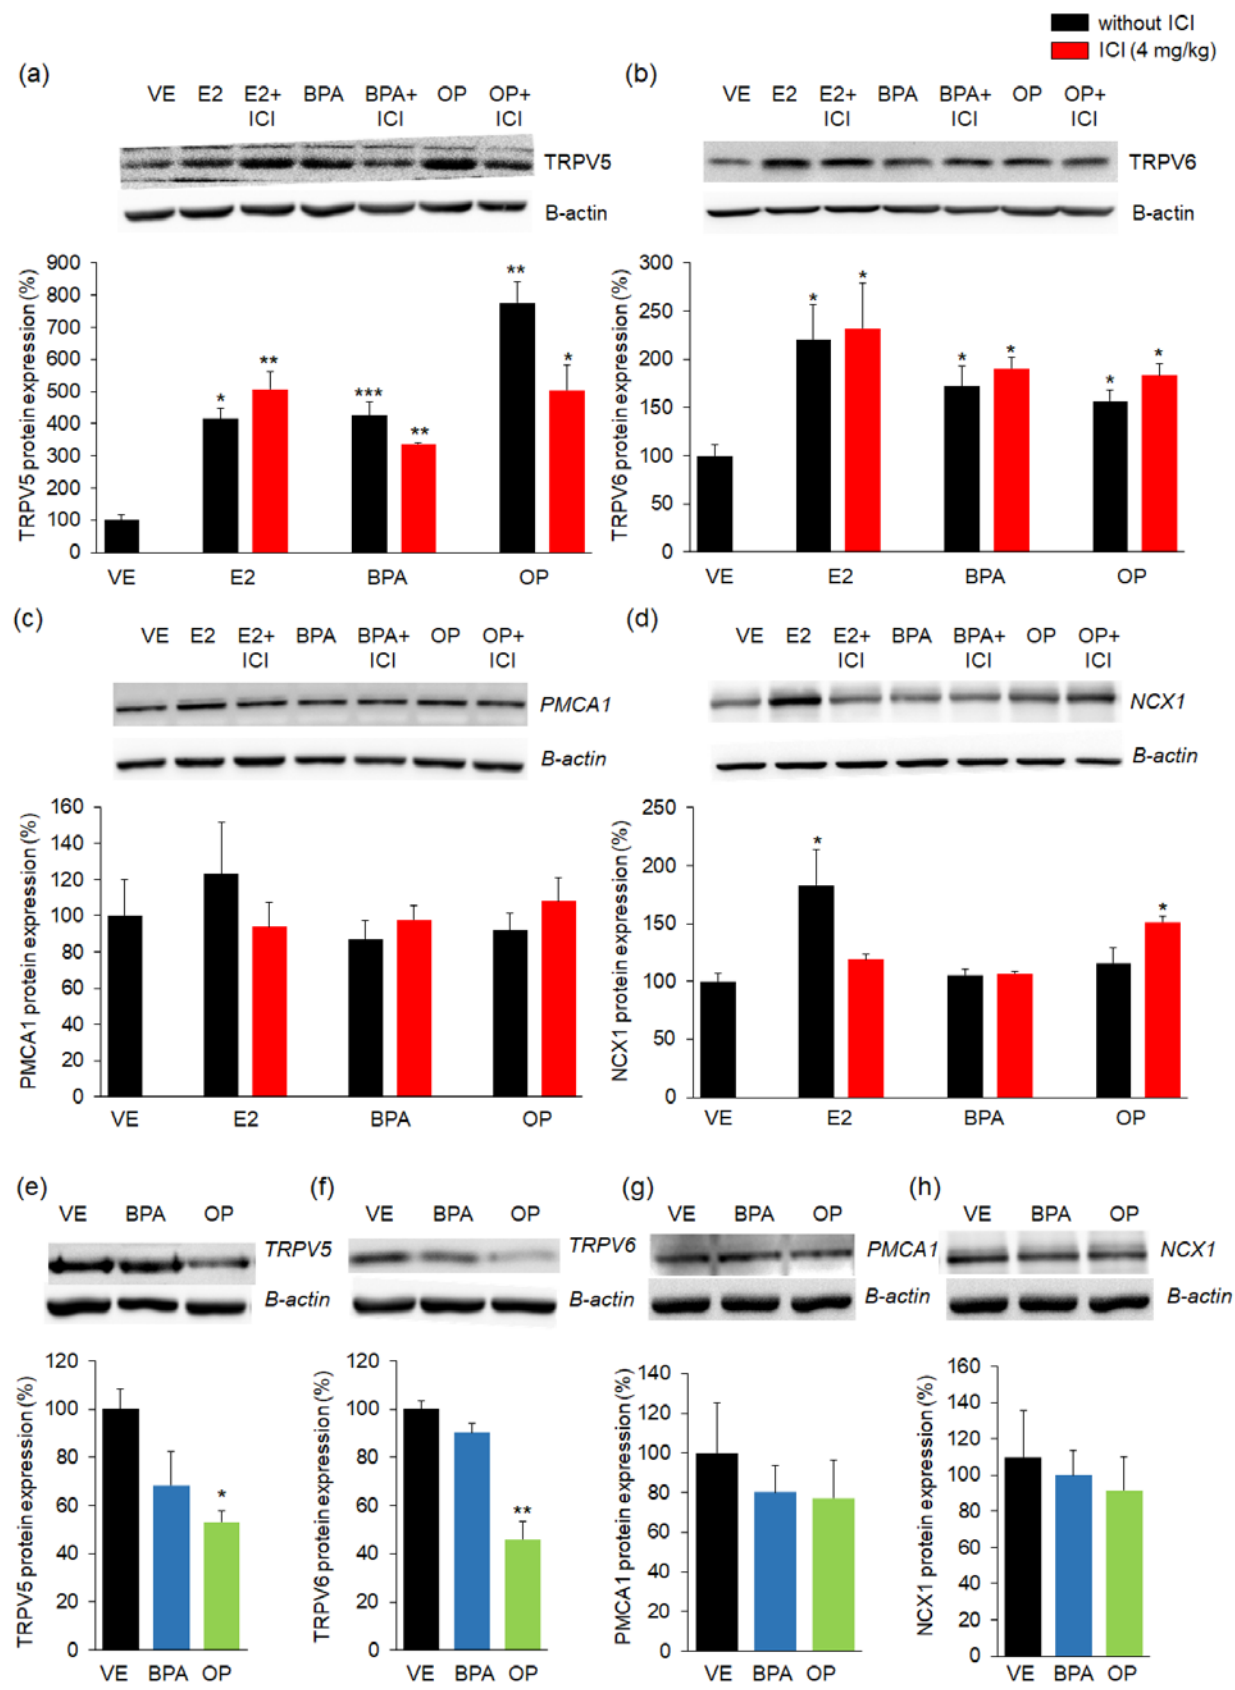 without ICI
ICI (4 mg/kg)
(a)
VE E2 E2+ BPA BPA+ OP OP+
ICI ICI ICI
TRPV5
B-actin
TRPV5 protein expression (%)
900
800
700
600
500
400
300
200
100
0
* ** *** ** ** *
VE E2 BPA OP
(b)
VE E2 E2+ BPA BPA+ OP OP+
ICI ICI ICI
TRPV6
B-actin
TRPV6 protein expression (%)
300
250
200
150
100
50
0
* * * * * *
VE E2 BPA OP
(c)
VE E2 E2+ BPA BPA+ OP OP+
ICI ICI ICI
PMCA1
B-actin
PMCA1 protein expression (%)
160
140
120
100
80
60
40
20
0
VE E2 BPA OP
(d)
VE E2 E2+ BPA BPA+ OP OP+
ICI ICI ICI
NCX1
B-actin
NCX1 protein expression (%)
250
200
150
100
50
0
* *
VE E2 BPA OP
(e)
VE BPA OP
TRPV5
B-actin
TRPV5 protein expression (%)
120
100
80
60
40
20
0
*
VE BPA OP
(f)
VE BPA OP
TRPV6
B-actin
TRPV6 protein expression (%)
120
100
80
60
40
20
0
**
VE BPA OP
(g)
VE BPA OP
PMCA1
B-actin
PMCA1 protein expression (%)
140
120
100
80
60
40
20
0
VE BPA OP
(h)
VE BPA OP
NCX1
B-actin
NCX1 protein expression (%)
160
140
120
100
80
60
40
20
0
VE BPA OP